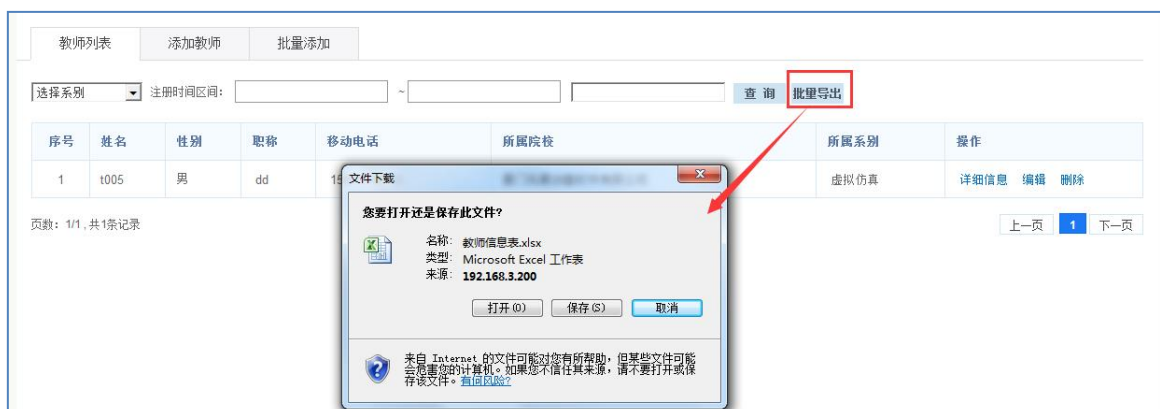 教师列表 添加教师 批量添加
选择系别 注册时间区间: ~ 查 询 批里导出
序号 姓名 性别 职称 移动电话 所属院校 所属系别 操作
1 t005 男 dd 15 虚拟仿真 详细信息 编辑 删除
页数: 1/1 , 共1条记录 上一页 1 下一页
文件下载
您要打开还是保存此文件?
名称: 教师信息表.xlsx
类型: Microsoft Excel 工作表
来源: 192.168.3.200
打开(O) 保存(S) 取消
来自 Internet 的文件可能对您有所帮助,但某些文件可能
会危害您的计算机。如果您不信任其来源,请不要打开或保
存该文件。有何风险?